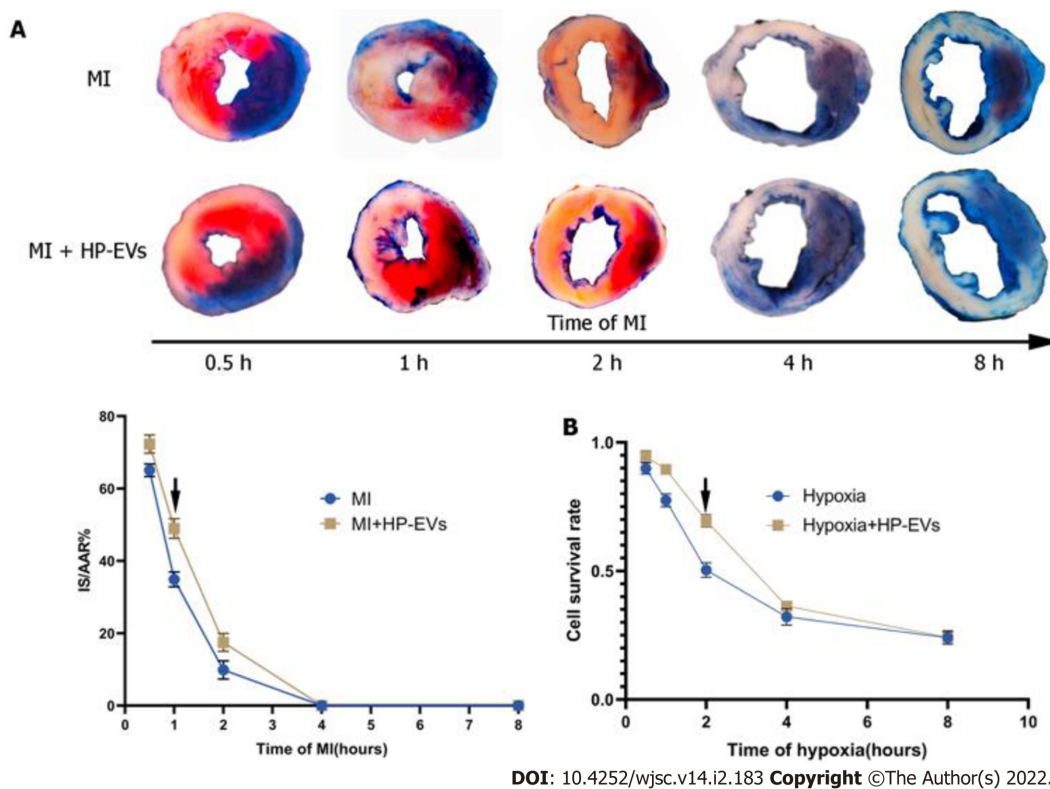 A
MI
MI + HP-EVs
Time of MI
0.5 h 1 h 2 h 4 h 8 h
80
60
40
20
0
IS/AAR%
0 1 2 3 4 5 6 7 8
Time of MI(hours)
MI
MI+HP-EVs
B
1.0
0.5
0.0
Cell survival rate
0 2 4 6 8 10
Time of hypoxia(hours)
Hypoxia
Hypoxia+HP-EVs
DOI: 10.4252/wjsc.v14.i2.183 Copyright ©The Author(s) 2022.